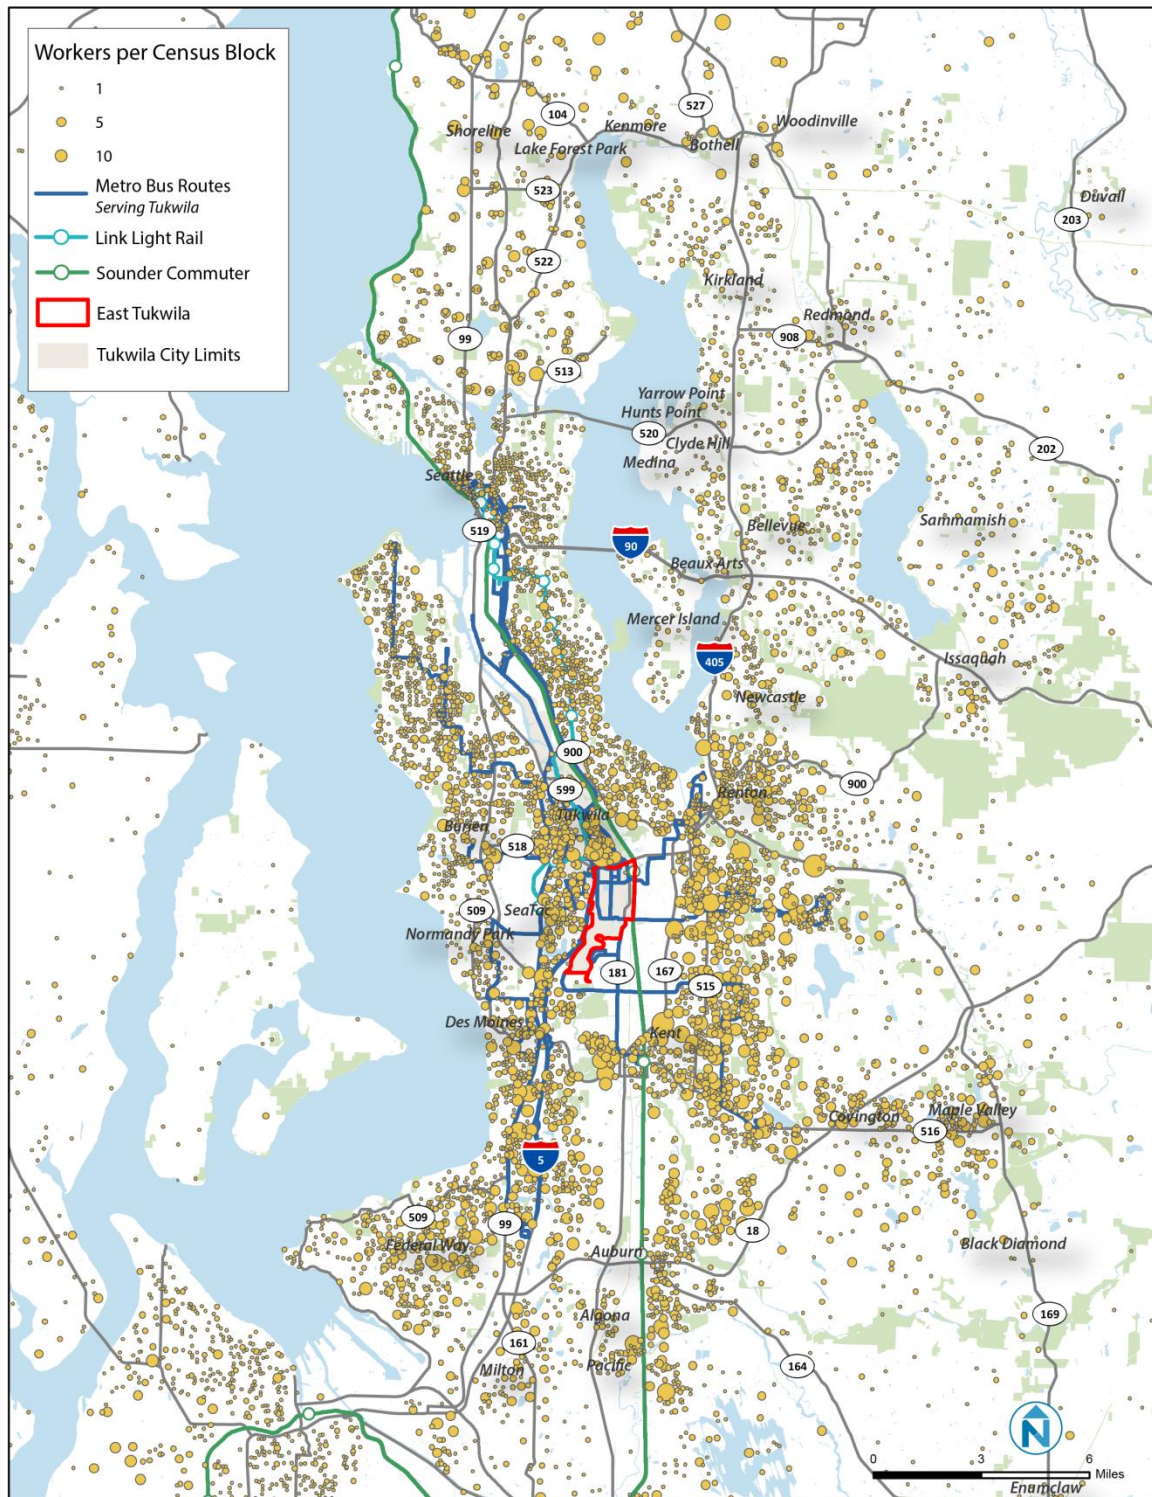 Workers per Census Block
1
5
10
Metro Bus Routes
Serving Tukwila
Link Light Rail
Sounder Commuter
East Tukwila
Tukwila City Limits
527
104
Woodinville
Kenmore
Shoreline
Bothell
Lake Forest Park
523
Duvall
203
522
Kirkland
Redmond
99
908
513
Yarrow Point
Hunts Point
520
Clyde Hill
202
Medina
Seattle
519
Bellevue
Sammamish
90
Beaux Arts
Mercer Island
405
Issaquah
Newcastle
900
900
599
Renton
Tukwila
Burien
518
SeaTac
509
Normandy Park
181
167
515
Des Moines
Kent
Covington
Maple Valley
516
5
509
99
18
Federal Way
Auburn
Black Diamond
Algona
169
161
Pacific
164
Milton
N
0
3
6
Miles
Enumclaw